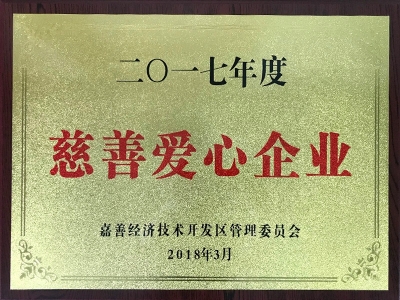 二〇一七年度
慈善爱心企业
嘉善经济技术开发区管理委员会
2018年3月